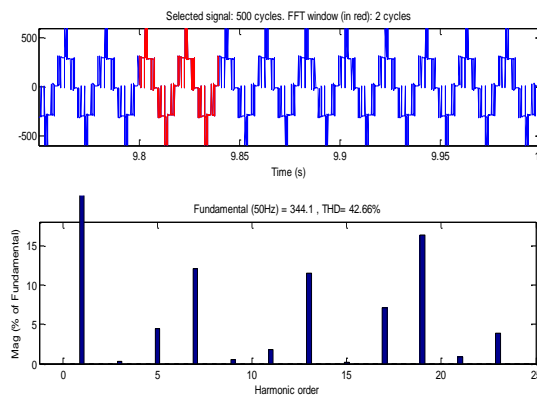 Selected signal: 500 cycles. FFT window (in red): 2 cycles
500
0
-500
9.8 9.85 9.9 9.95 1
Time (s)
Fundamental (50Hz) = 344.1 , THD= 42.66%
Mag (% of Fundamental)
15
10
5
0
0 5 10 15 20 25
Harmonic order